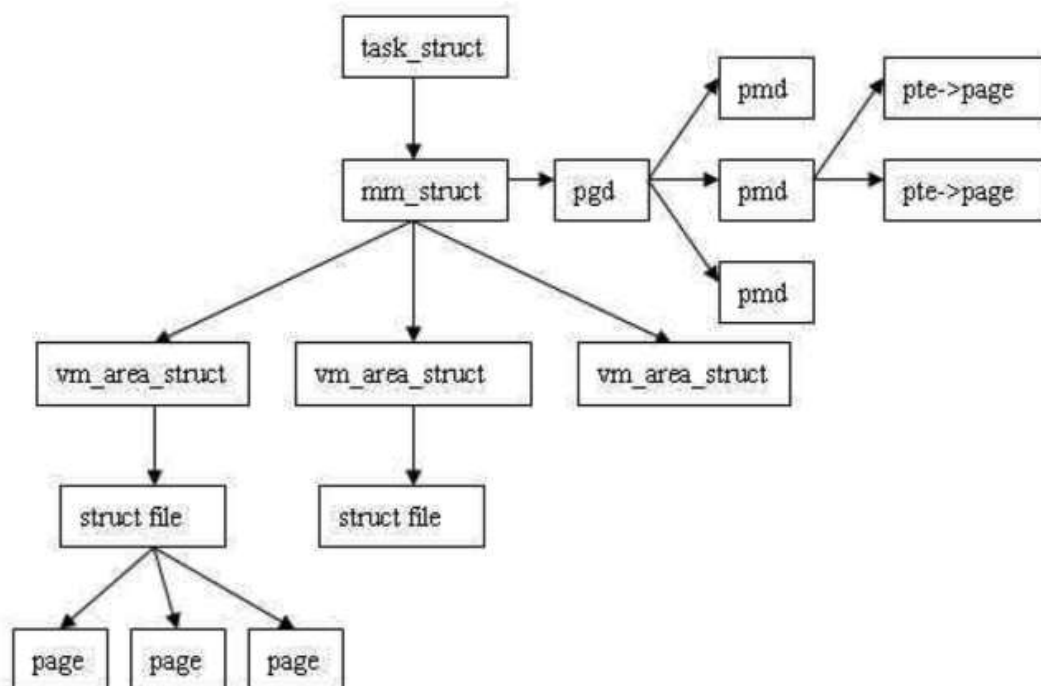 task_struct
pmd
pte->page
mm_struct
pgd
pmd
pte->page
pmd
vm_area_struct
vm_area_struct
vm_area_struct
struct file
struct file
page
page
page